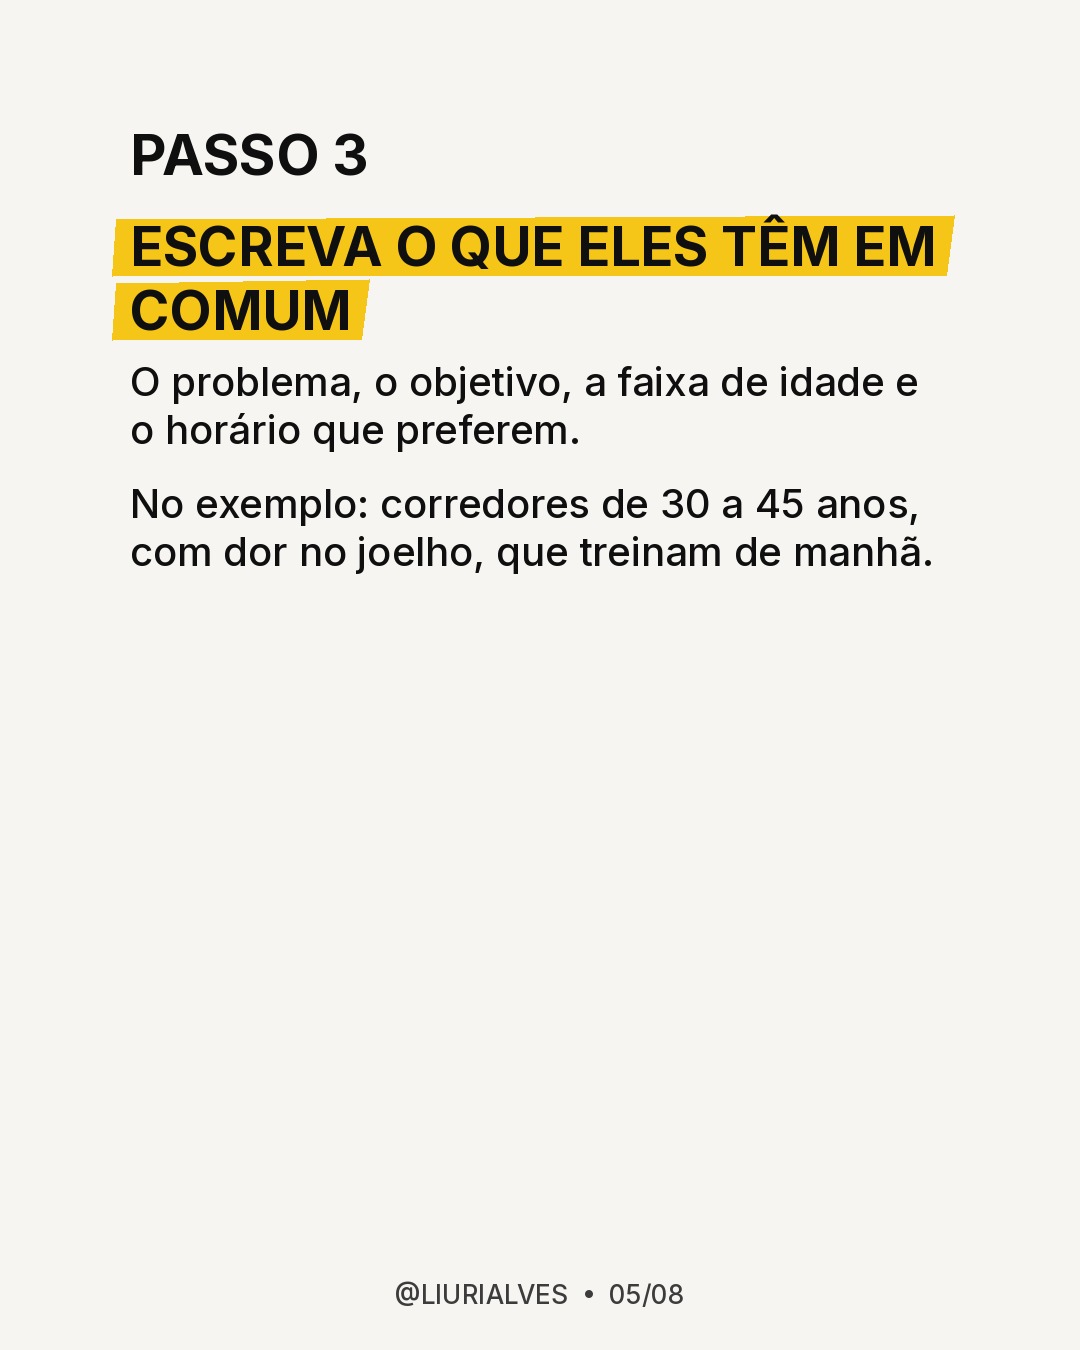 PASSO 3
ESCREVA O QUE ELES TÊM EM
COMUM
O problema, o objetivo, a faixa de idade e
o horário que preferem.
No exemplo: corredores de 30 a 45 anos,
com dor no joelho, que treinam de manhã.
@LIURIALVES • 05/08